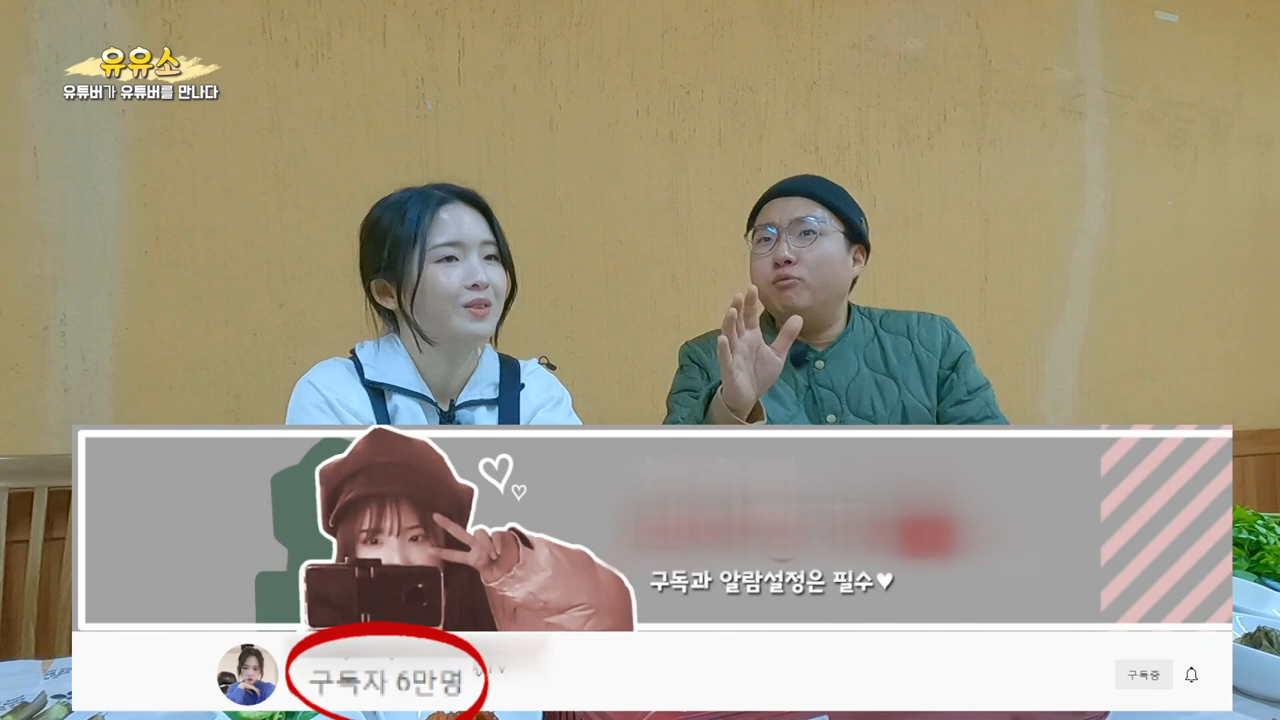 유유소
유튜버가 유튜버를 만나다
구독과 알람설정은 필수♥
구독자 6만명
구독중